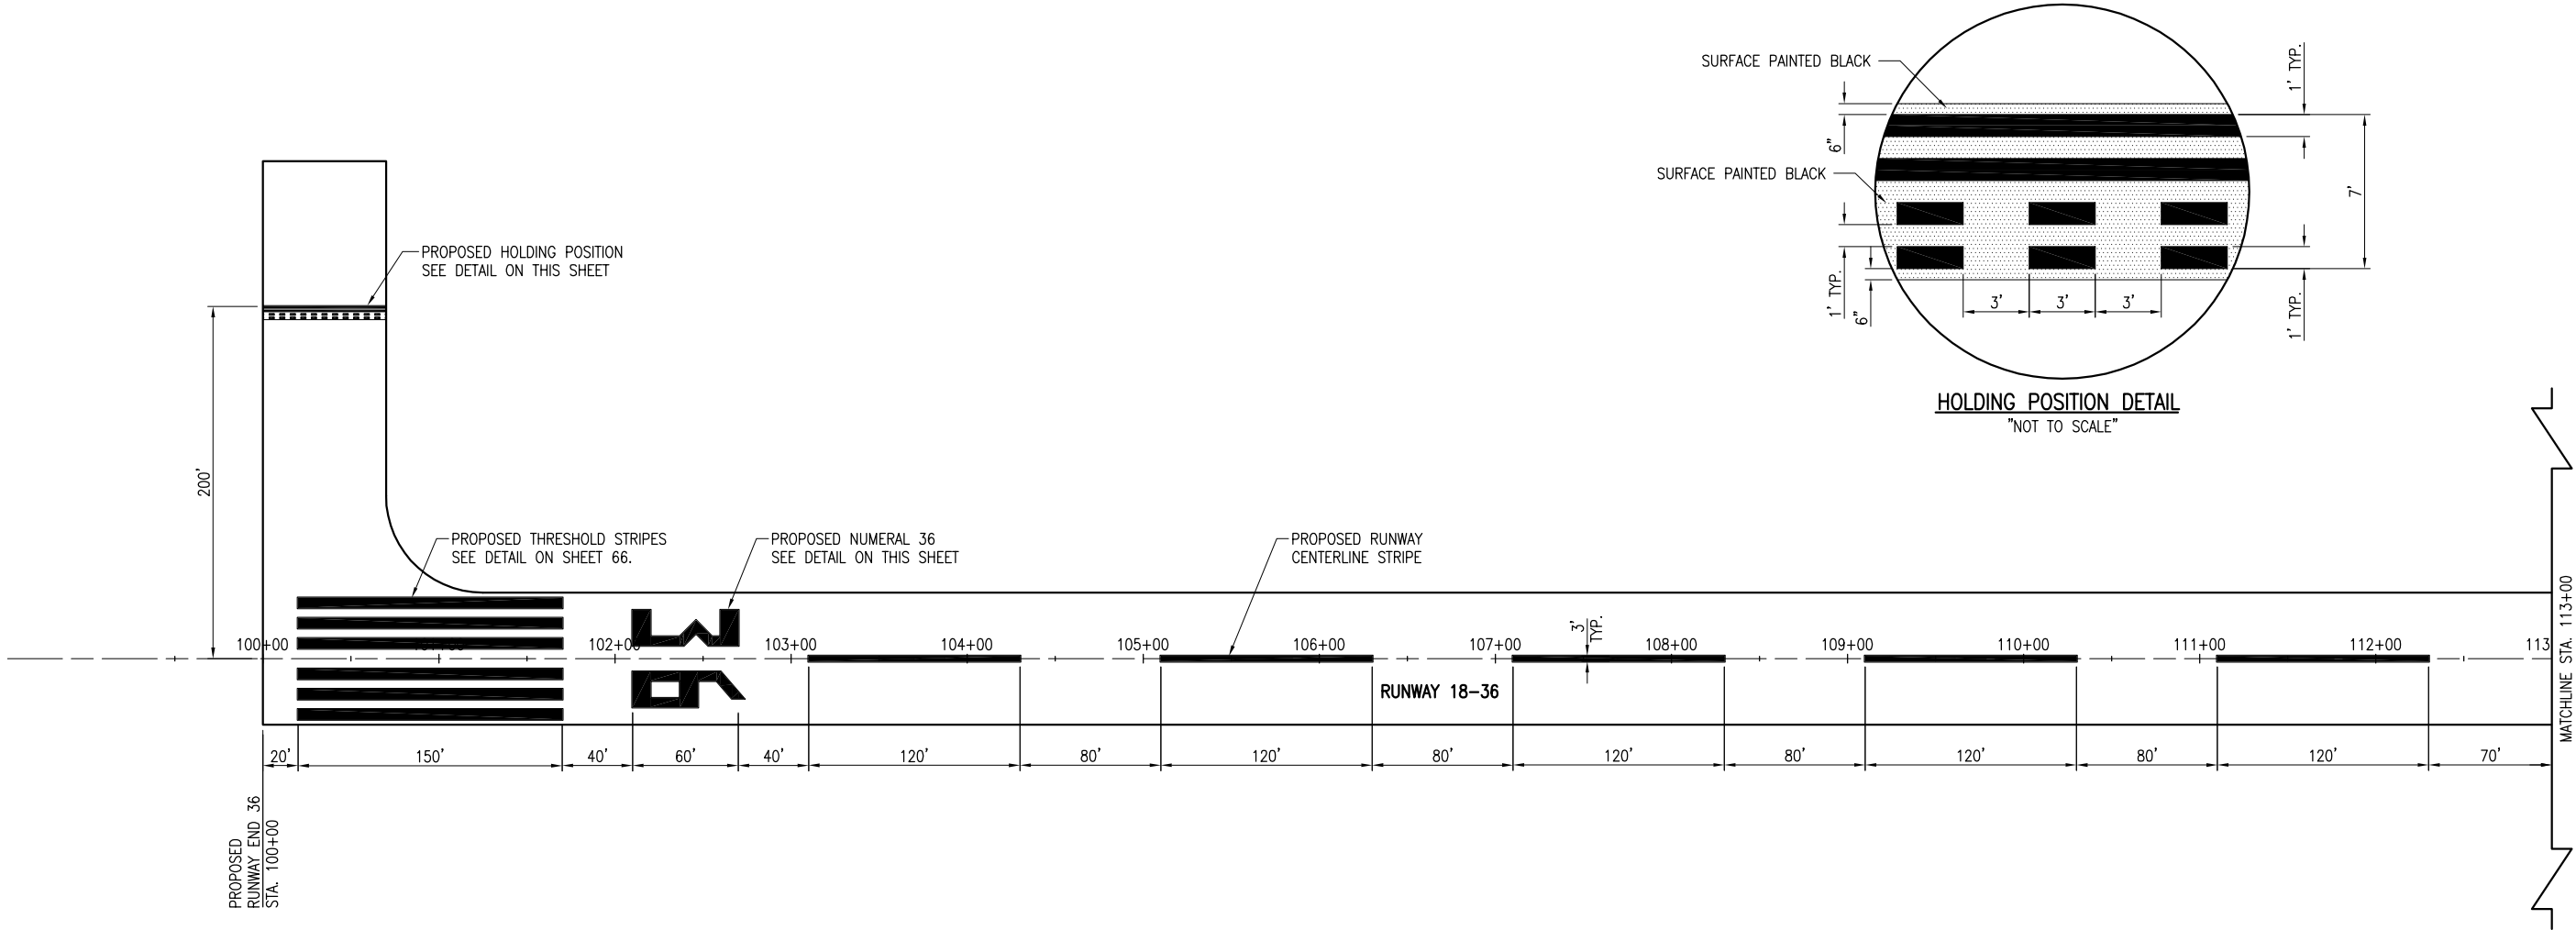 SURFACE PAINTED BLACK
1' TYP.
6"
SURFACE PAINTED BLACK
7'
1' TYP.
6"
3'
3'
3'
1' TYP.
HOLDING POSITION DETAIL
"NOT TO SCALE"
PROPOSED HOLDING POSITION
SEE DETAIL ON THIS SHEET
200'
PROPOSED THRESHOLD STRIPES
SEE DETAIL ON SHEET 66.
PROPOSED NUMERAL 36
SEE DETAIL ON THIS SHEET
PROPOSED RUNWAY
CENTERLINE STRIPE
3'
TYP.
100+00
102+00
103+00
104+00
105+00
106+00
107+00
108+00
109+00
110+00
111+00
112+00
113
36
RUNWAY 18-36
MATCHLINE STA. 113+00
20'
150'
40'
60'
40'
120'
80'
120'
80'
120'
80'
120'
80'
120'
70'
PROPOSED
RUNWAY END 36
STA. 100+00